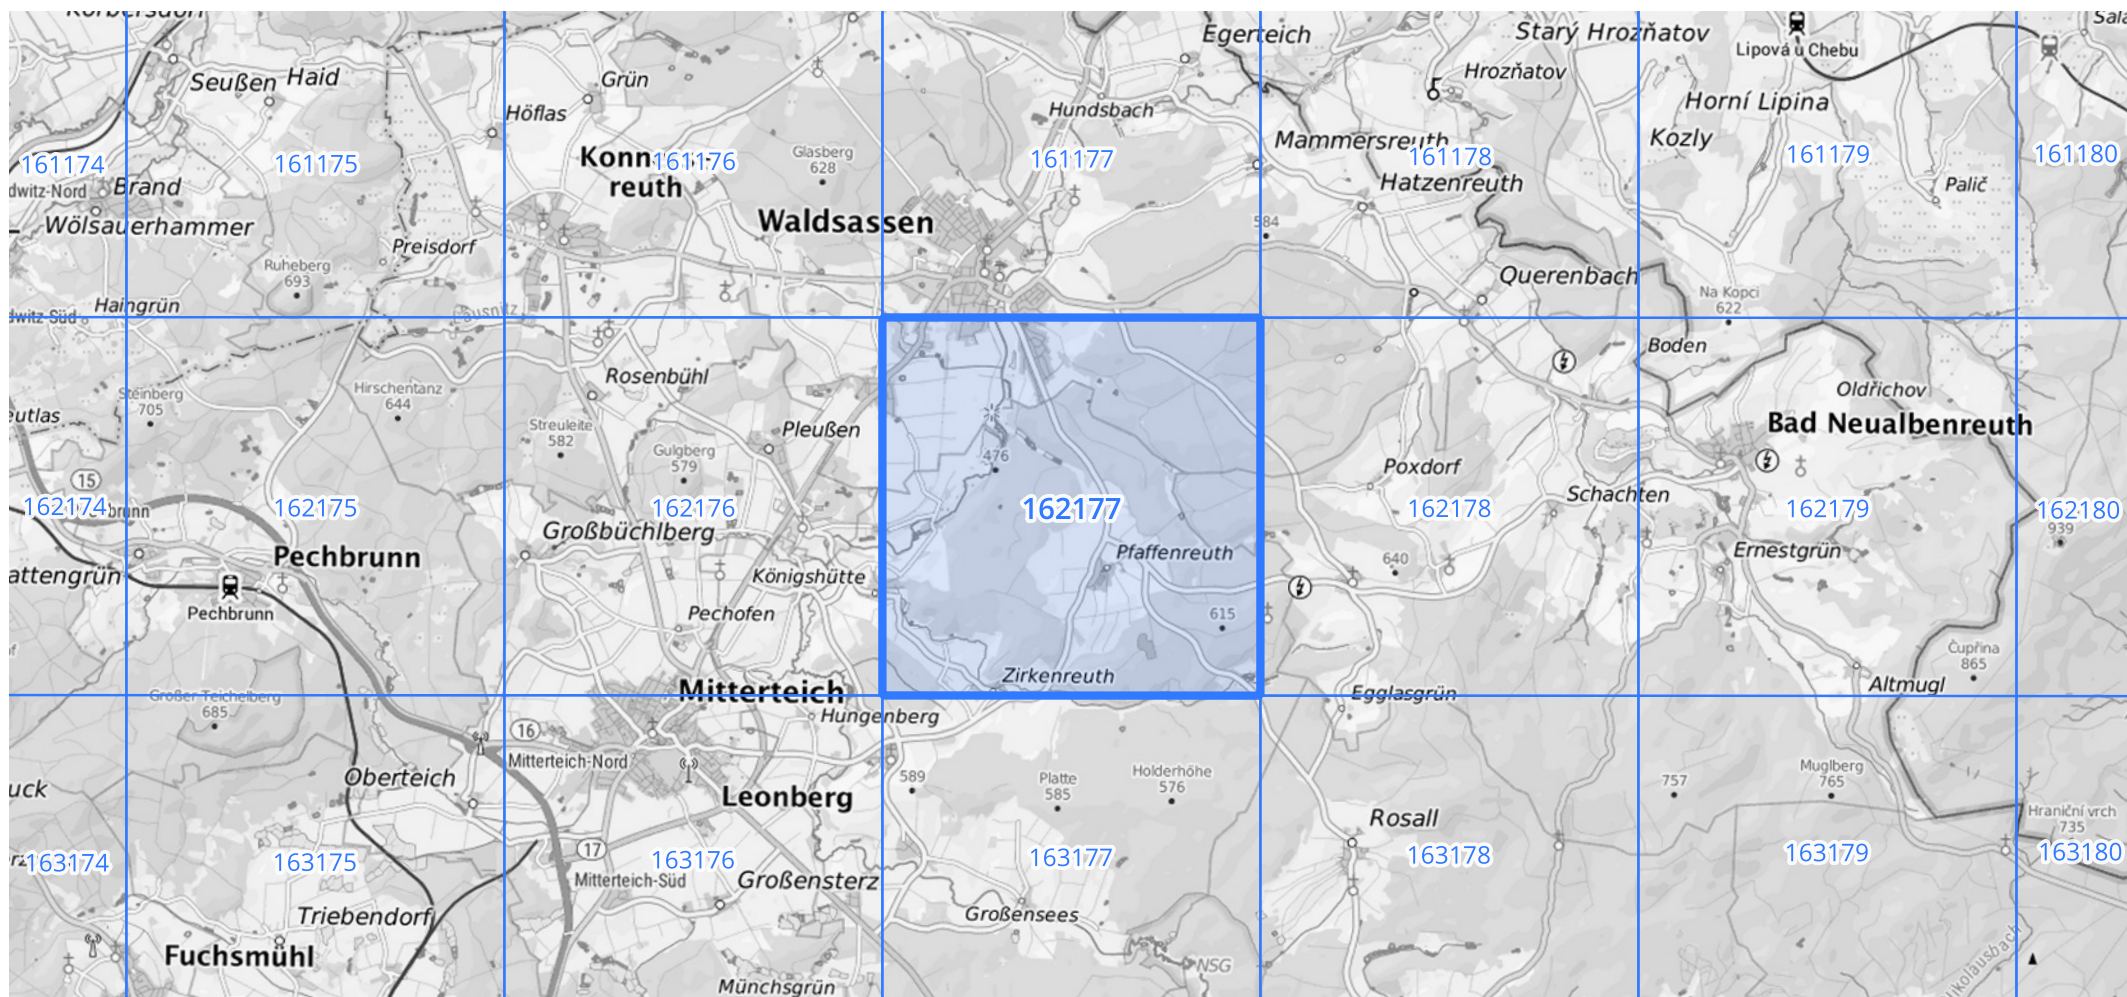 Seußen
Haid
Grün
Höflas
Egerteich
Hundsbach
Starý Hrozňatov
Hrozňatov
Lipová u Chebu
Horní Lipina
Kozly
Mammersreuth
161174
161175
161176
161177
161178
161179
161180
Glasberg
628
reuth
Brand
Wölsauerhammer
Hatzenreuth
Palič
Waldsassen
584
Preisdorf
Ruheberg
693
Querenbach
Na Kopci
622
Haingrün
Boden
Rosenbühl
Steinberg
705
Hirschentanz
644
Oldřichov
Bad Neualbenreuth
Streuleite
582
Pleußen
Gulgberg
579
476
Poxdorf
Schachten
15
162174
162175
162176
162177
162178
162179
162180
939
Großbüchlberg
Pechbrunn
Pfaffenreuth
640
Ernestgrün
Königshütte
Pechbrunn
Pechofen
615
Čupřina
865
Zirkenreuth
Altmugl
Großer Teichelberg
685
Mitterteich
Egglasgrün
Hungenberg
16
Mitterteich-Nord
Oberteich
589
Platte
585
Holderhöhe
576
757
Muglberg
765
Leonberg
Rosall
Hraničný vrch
735
17
163174
163175
163176
163177
163178
163179
163180
Mitterteich-Süd
Großensterz
Triebendorf
Großensees
Fuchsmühl
NSG
Münchsgrün